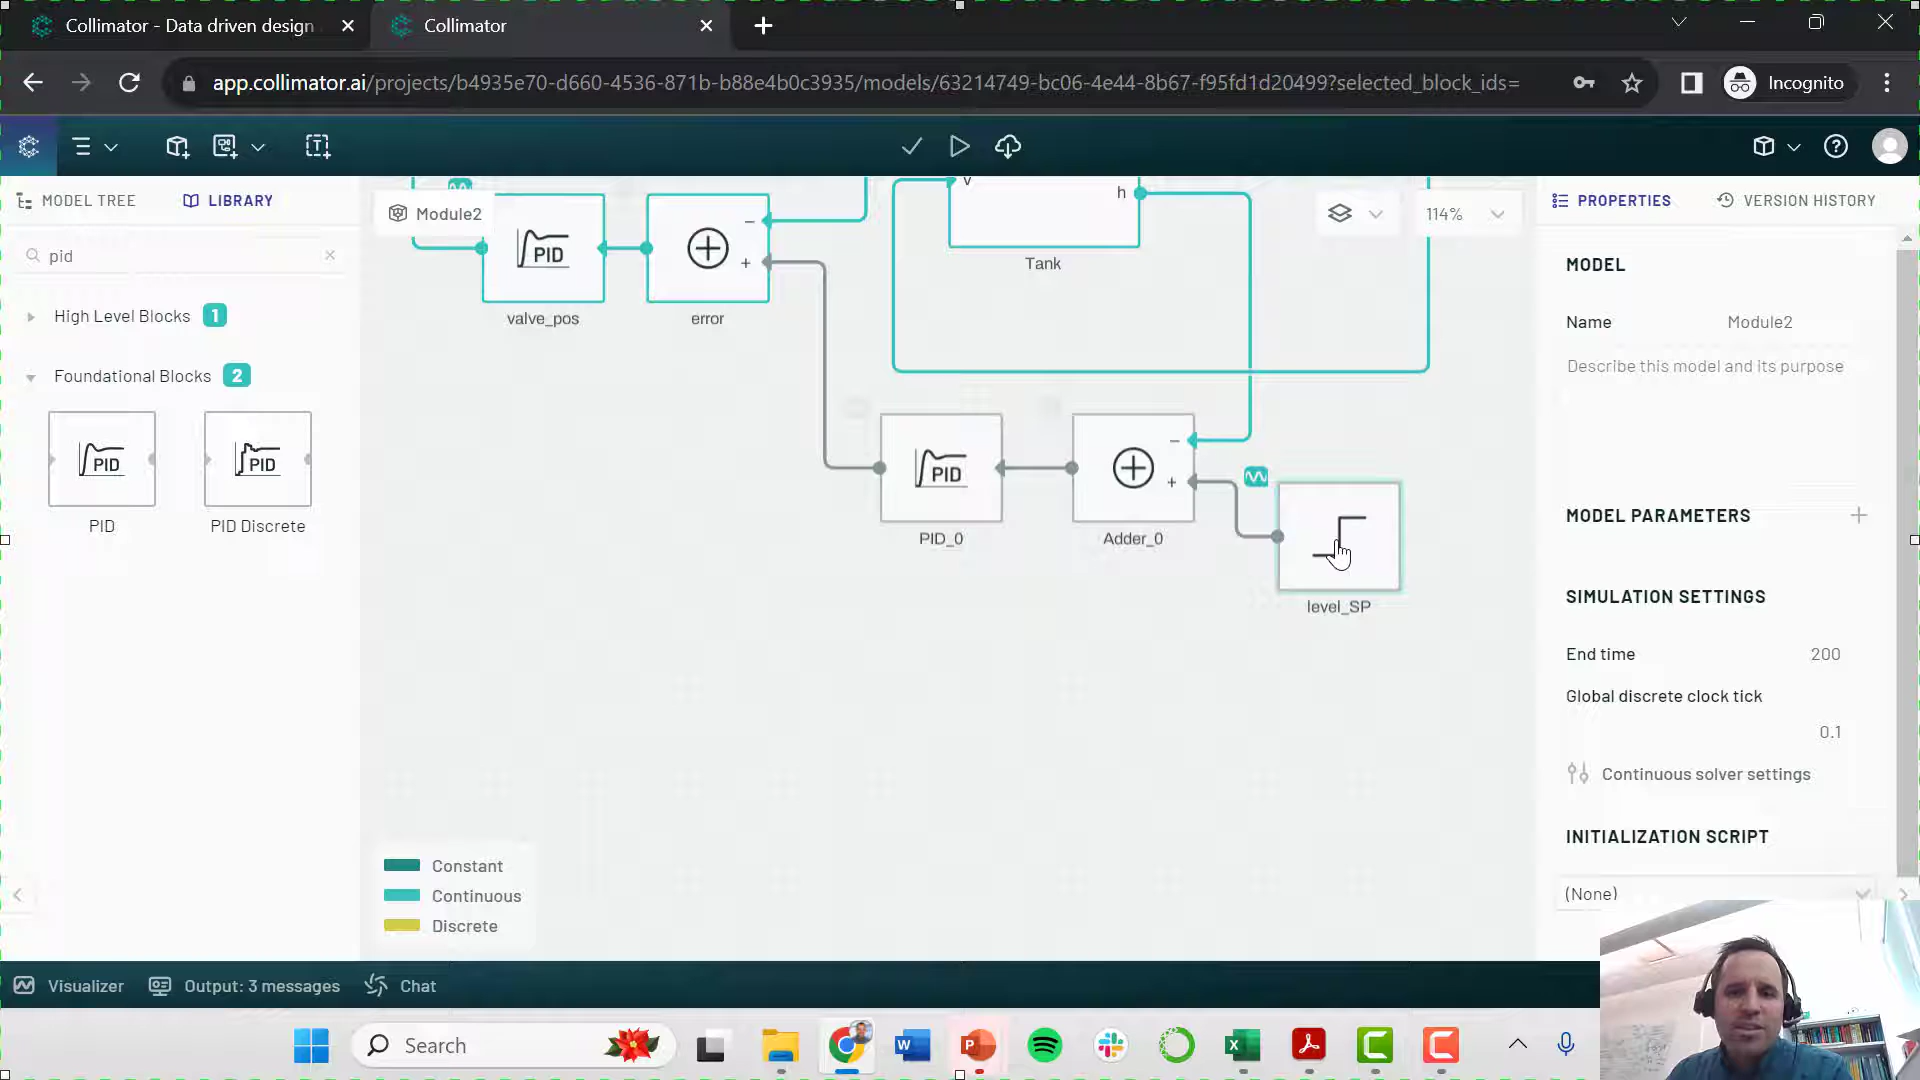 Collimator - Data driven design
Collimator
app.collimator.ai/projects/b4935e70-d660-4536-871b-b88e4b0c3935/models/63214749-bc06-4e44-8b67-f95fd1d20499?selected_block_ids=
Incognito
MODEL TREE
LIBRARY
Module2
114%
PROPERTIES
VERSION HISTORY
pid
High Level Blocks 1
Foundational Blocks 2
PID
PID
PID
PID Discrete
PID
valve_pos
error
v
h
Tank
PID
PID_0
Adder_0
level_SP
MODEL
Name
Module2
Describe this model and its purpose
MODEL PARAMETERS
SIMULATION SETTINGS
End time
200
Global discrete clock tick
0.1
Continuous solver settings
INITIALIZATION SCRIPT
(None)
Constant
Continuous
Discrete
Visualizer
Output: 3 messages
Chat
Search